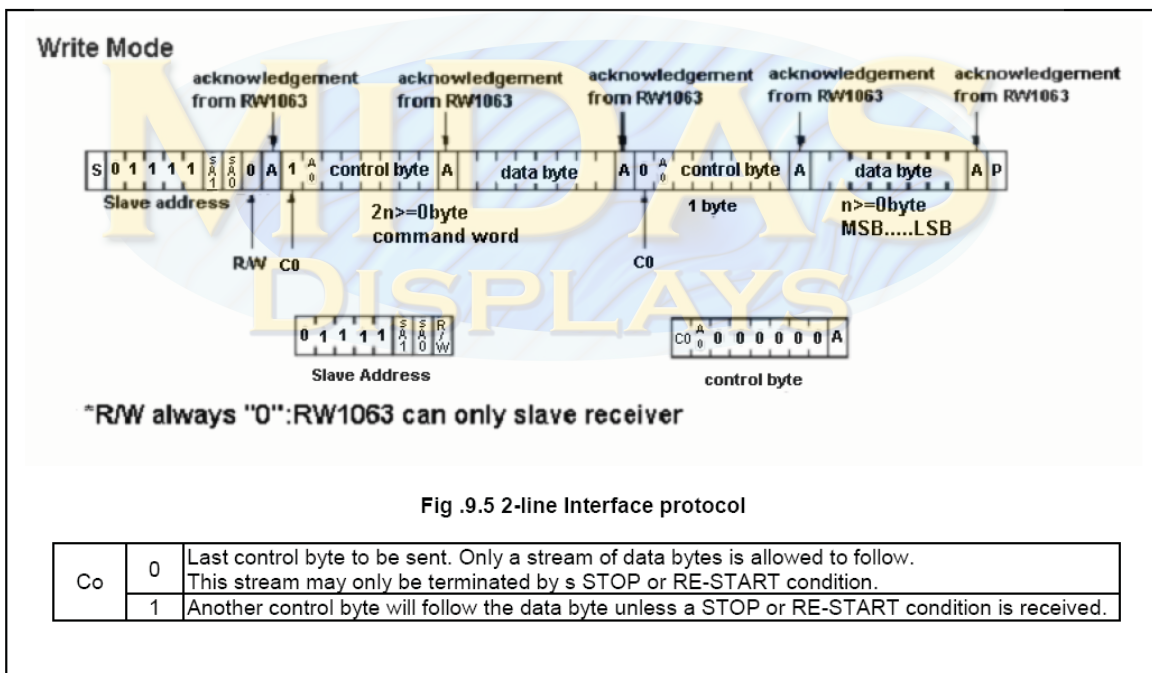 Write Mode
acknowledgement from RW1063
acknowledgement from RW1063
acknowledgement from RW1063
acknowledgement from RW1063
acknowledgement from RW1063
S 0 1 1 1 1 SA1 SA0 0 A 1 A0 control byte A data byte A 0 A0 control byte A data byte A P
Slave address
2n>=0byte
command word
1 byte
n>=0byte
MSB.....LSB
R/W C0
C0
MIDAS
DISPLAYS
0 1 1 1 1 SA1 SA0 R/W
Slave Address
C0 A0 0 0 0 0 0 0 A
control byte
*R/W always "0":RW1063 can only slave receiver
Fig .9.5 2-line Interface protocol
Co
0 Last control byte to be sent. Only a stream of data bytes is allowed to follow.
This stream may only be terminated by s STOP or RE-START condition.
1 Another control byte will follow the data byte unless a STOP or RE-START condition is received.